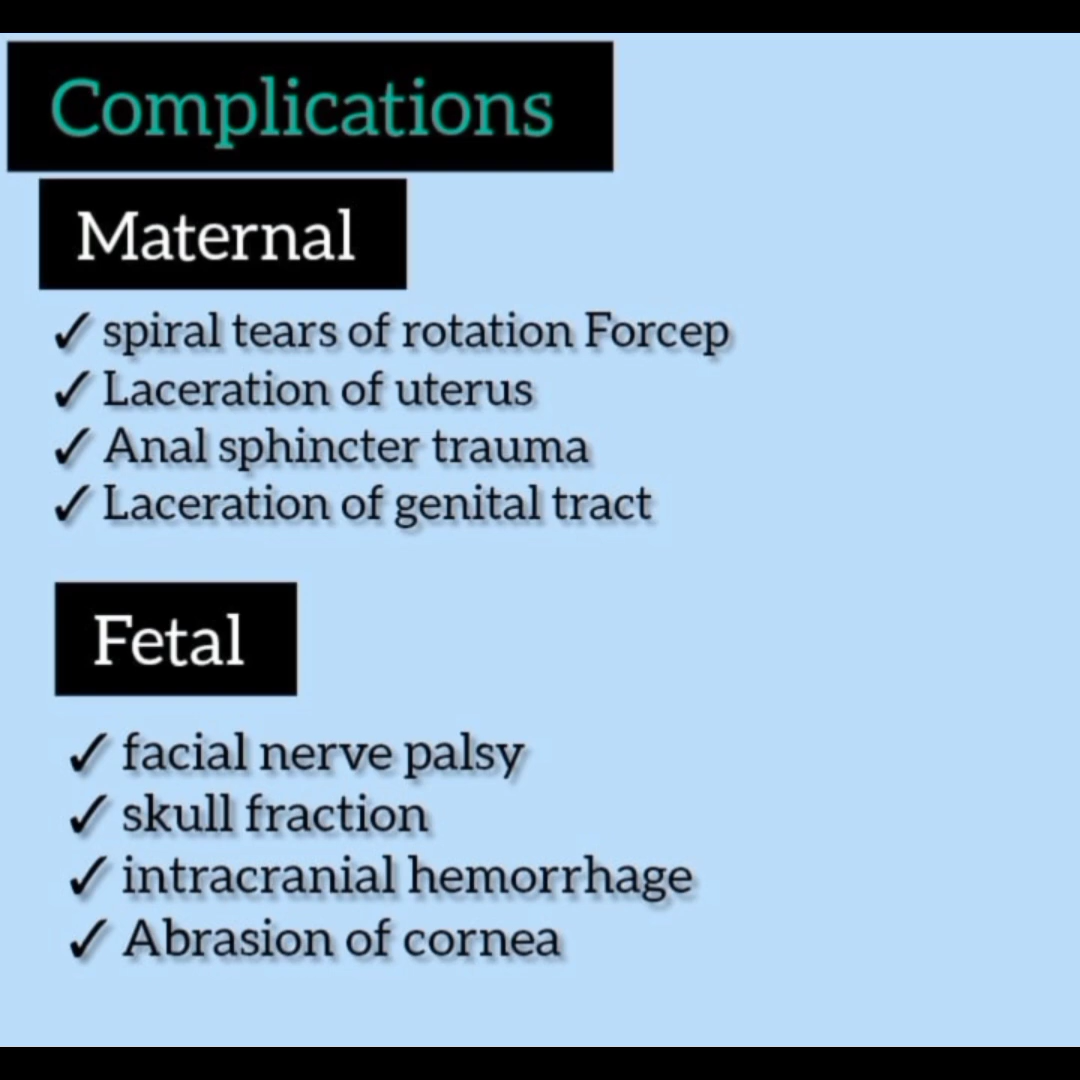 Complications
Maternal
✓ spiral tears of rotation Forcep
✓ Laceration of uterus
✓ Anal sphincter trauma
✓ Laceration of genital tract
Fetal
✓ facial nerve palsy
✓ skull fraction
✓ intracranial hemorrhage
✓ Abrasion of cornea